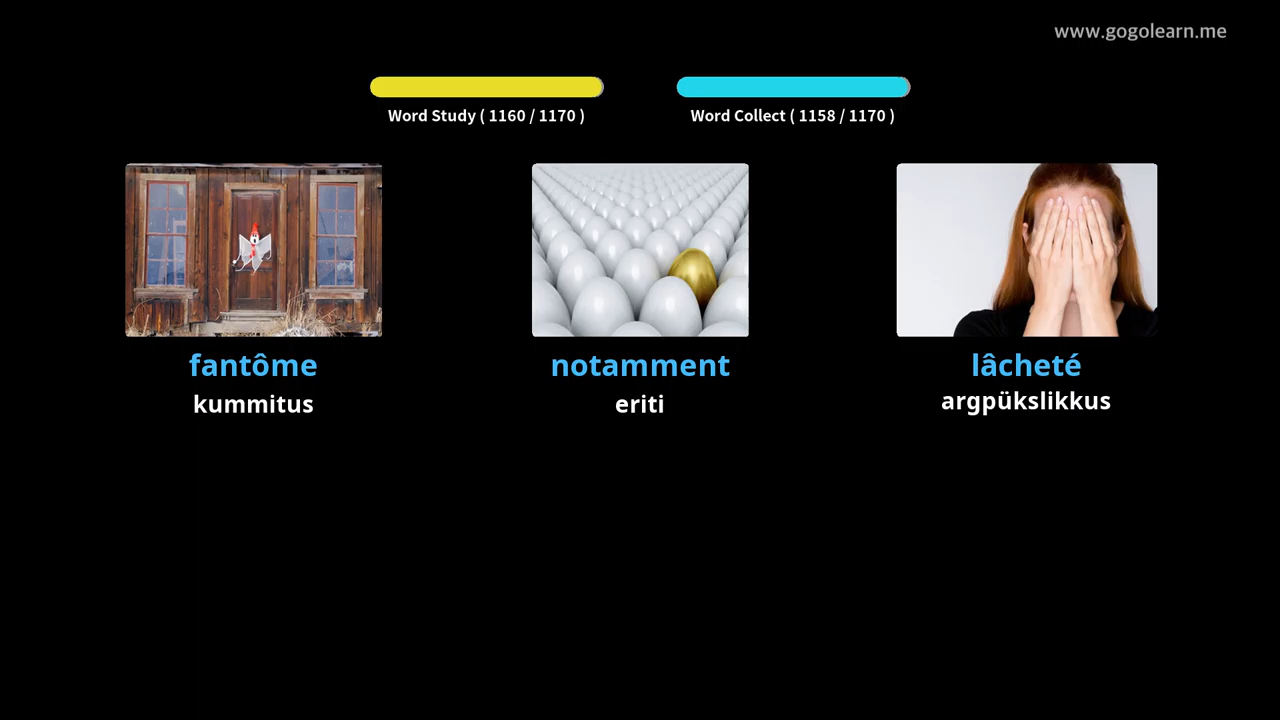 www.gogolearn.me
Word Study ( 1160 / 1170 )
Word Collect ( 1158 / 1170 )
fantôme
kummitus
notamment
eriti
lâcheté
argpükslikkus